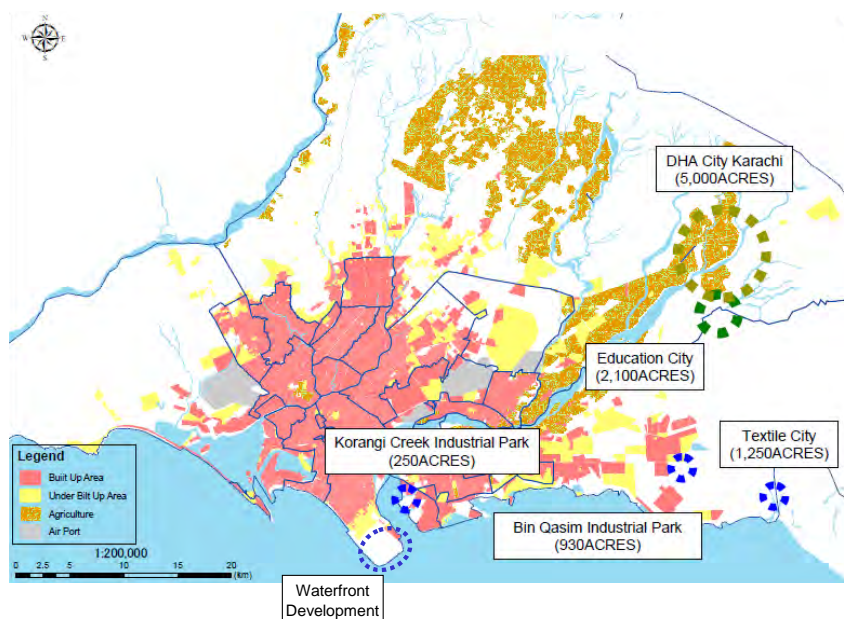 N
W E
S
DHA City Karachi
(5,000ACRES)
Education City
(2,100ACRES)
Korangi Creek Industrial Park
(250ACRES)
Textile City
(1,250ACRES)
Bin Qasim Industrial Park
(930ACRES)
Waterfront
Development
Legend
Buit Up Area
Under Bilt Up Area
Agriculture
Air Port
1:200,000
0 2.5 5 10 15 20
(km)